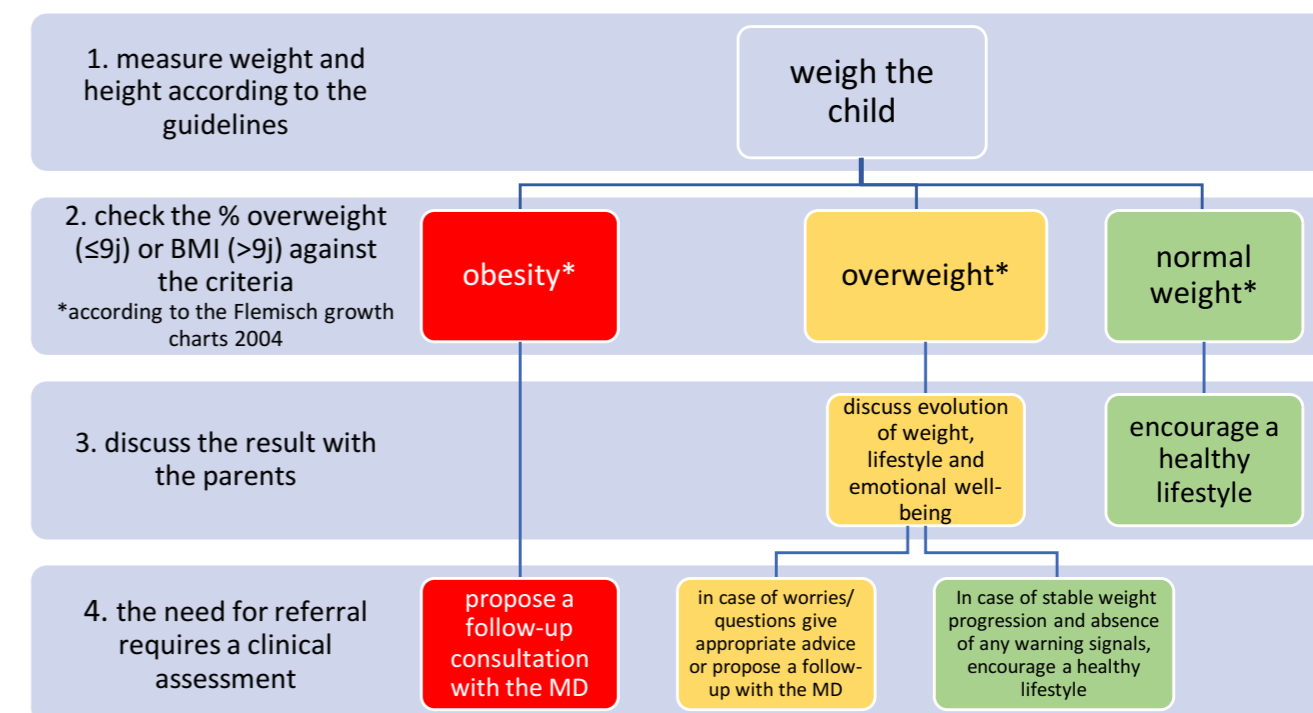 1. measure weight and
height according to the
guidelines
weigh the
child
2. check the % overweight
(≤9j) or BMI (>9j) against
the criteria
*according to the Flemisch growth
charts 2004
obesity*
overweight*
normal
weight*
3. discuss the result with
the parents
discuss evolution
of weight,
lifestyle and
emotional well-
being
encourage a
healthy
lifestyle
4. the need for referral
requires a clinical
assessment
propose a
follow-up
consultation
with the MD
in case of worries/
questions give
appropriate advice
or propose a follow-
up with the MD
In case of stable weight
progression and absence
of any warning signals,
encourage a healthy
lifestyle